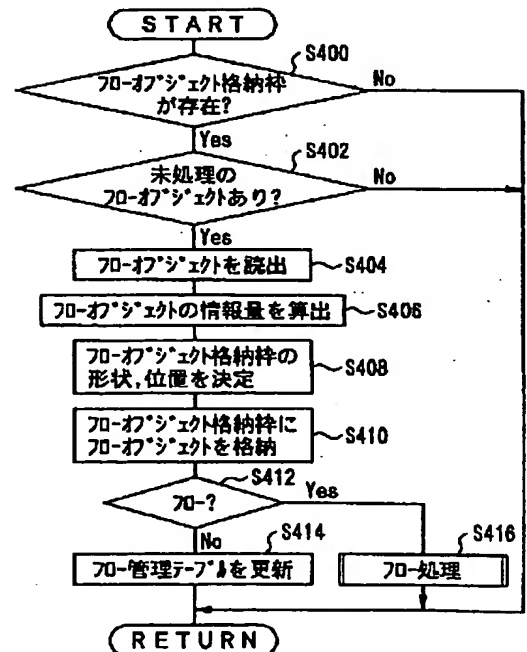 START
S400
フローオブジェクト格納枠
が存在?
No
Yes
S402
未処理の
フローオブジェクトあり?
No
Yes
フローオブジェクトを読出
S404
フローオブジェクトの情報量を算出
S406
フローオブジェクト格納枠の
形状,位置を決定
S408
フローオブジェクト格納枠に
フローオブジェクトを格納
S410
S412
フロー?
Yes
No
S414
フロー管理テーブルを更新
S416
フロー処理
RETURN